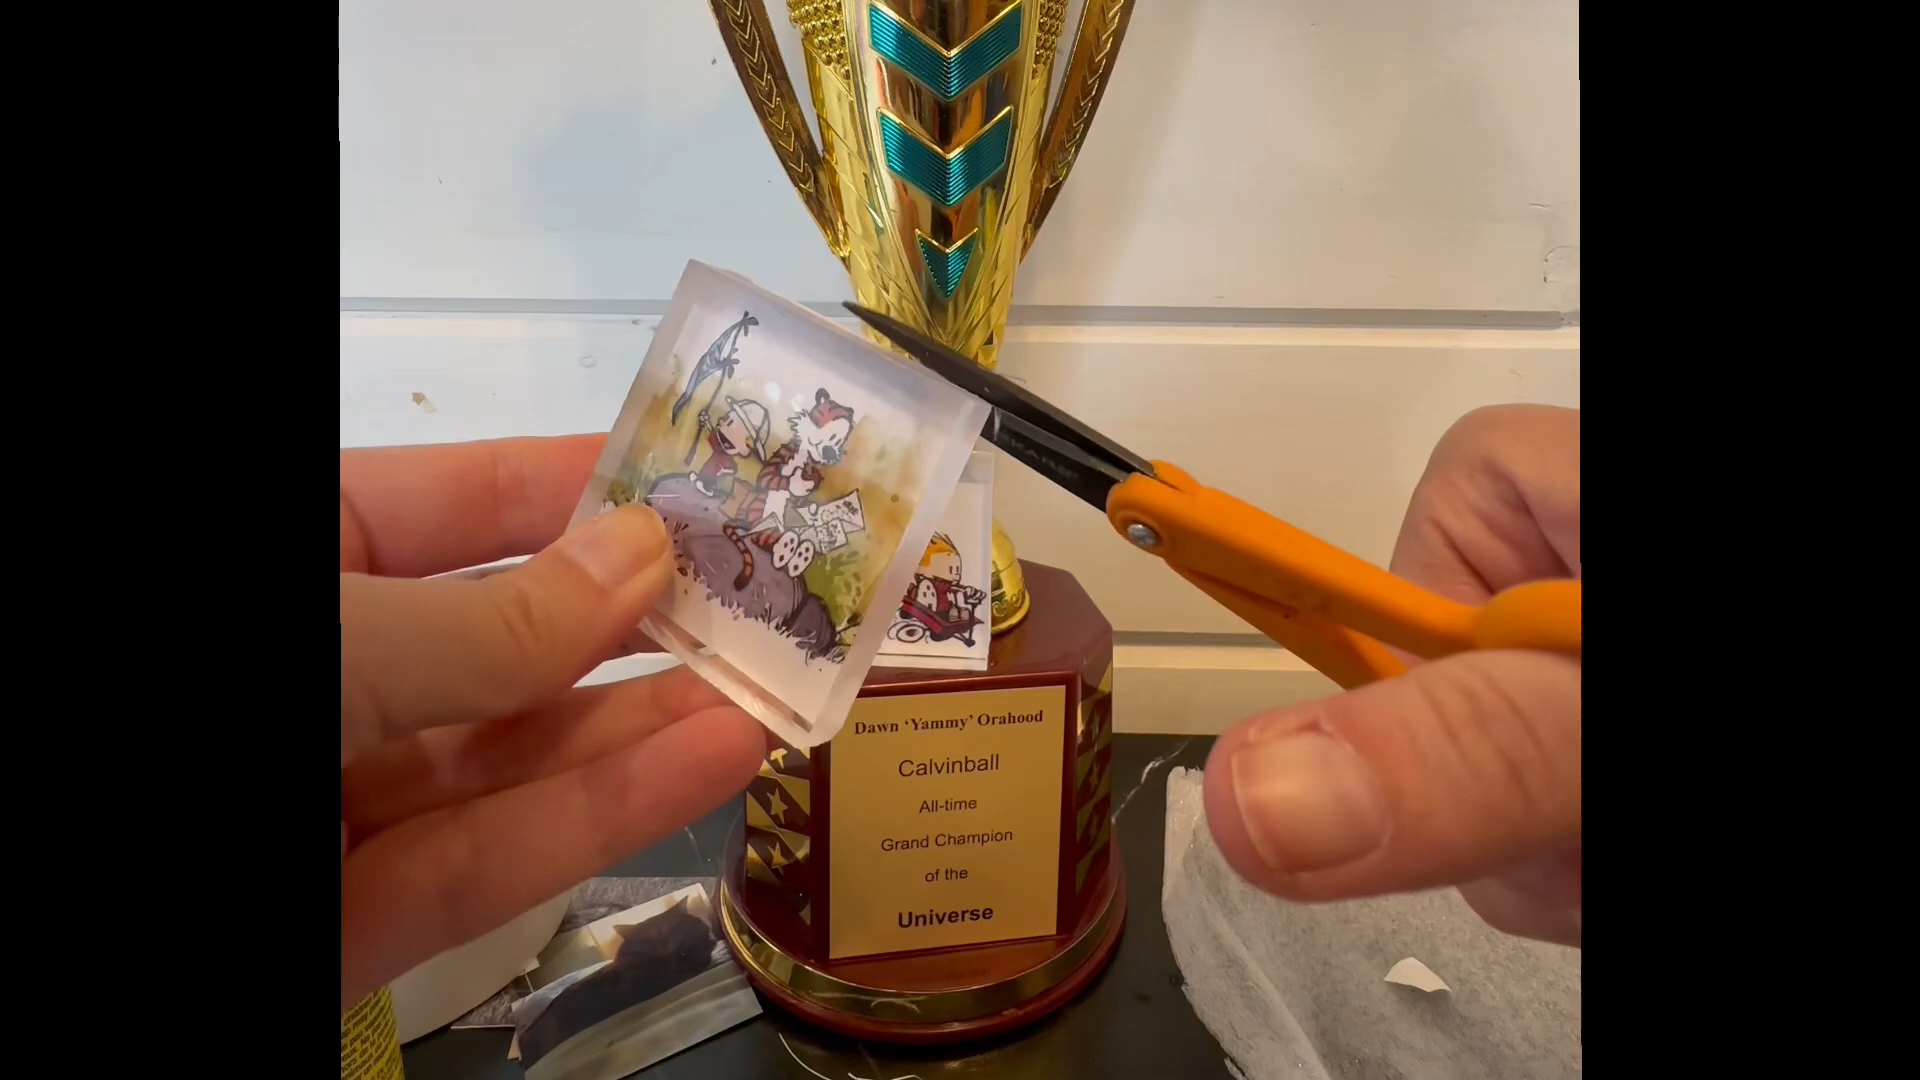 Dawn ‘Yammy’ Orahood
Calvinball
All-time
Grand Champion
of the
Universe